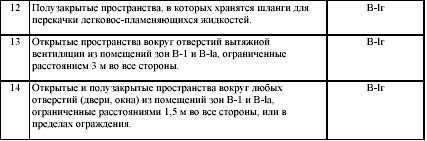 12 Полузакрытые пространства, в которых хранятся шланги для B-Iг
перекачки легковос-пламеняющихся жидкостей.
13 Открытые пространства вокруг отверстий вытяжной B-Iг
вентиляции из помещений зон B-1 и B-Ia, ограниченные
расстоянием 3 м во все стороны.
14 Открытые и полузакрытые пространства вокруг любых B-Iг
отверстий (двери, окна) из помещений зон B-1 и B-Ia,
ограниченные расстояниями 1,5 м во все стороны, или в
пределах ограждения.